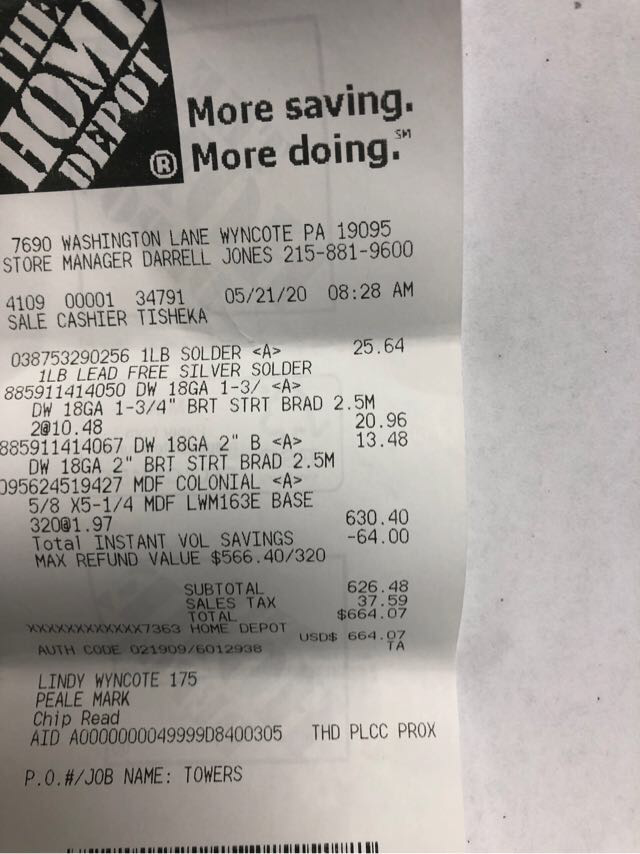 THE
HOME
DEPOT
®
More saving.
More doing.℠
7690 WASHINGTON LANE WYNCOTE PA 19095
STORE MANAGER DARRELL JONES 215-881-9600
4109 00001 34791 05/21/20 08:28 AM
SALE CASHIER TISHEKA
038753290256 1LB SOLDER <A> 25.64
1LB LEAD FREE SILVER SOLDER
885911414050 DW 18GA 1-3/ <A>
DW 18GA 1-3/4" BRT STRT BRAD 2.5M
2@10.48 20.96
885911414067 DW 18GA 2" B <A> 13.48
DW 18GA 2" BRT STRT BRAD 2.5M
095624519427 MDF COLONIAL <A>
5/8 X5-1/4 MDF LWM163E BASE
320@1.97 630.40
Total INSTANT VOL SAVINGS -64.00
MAX REFUND VALUE $566.40/320
SUBTOTAL 626.48
SALES TAX 37.59
TOTAL $664.07
XXXXXXXXXXXX7363 HOME DEPOT
USD$ 664.07
AUTH CODE 021909/6012938 TA
LINDY WYNCOTE 175
PEALE MARK
Chip Read
AID A0000000049999D8400305 THD PLCC PROX
P.O.#/JOB NAME: TOWERS